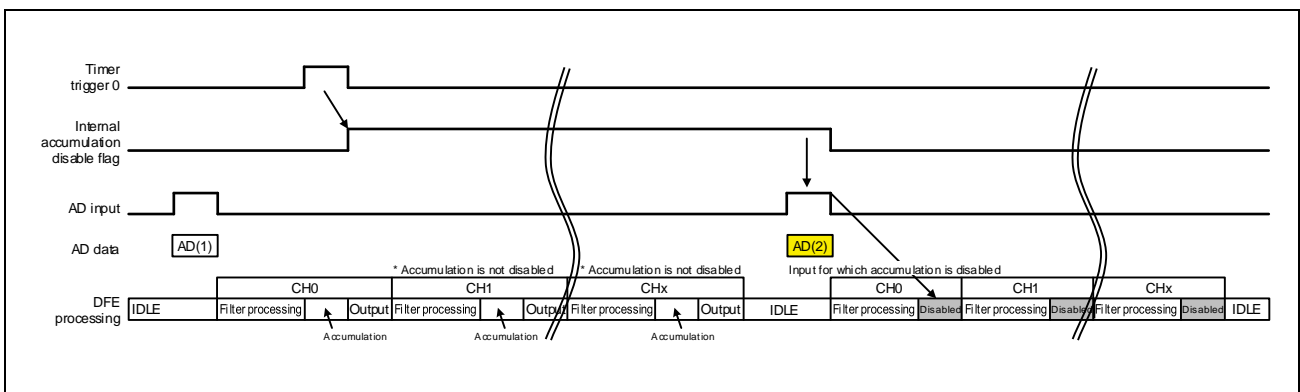 Timer
trigger 0
Internal
accumulation
disable flag
AD input
AD data
AD(1)
AD(2)
* Accumulation is not disabled
* Accumulation is not disabled
Input for which accumulation is disabled
CH0
CH1
CHx
CH0
CH1
CHx
DFE
processing
IDLE
Filter processing
Output
Filter processing
Output
Filter processing
Output
IDLE
Filter processing
Disabled
Filter processing
Disabled
Filter processing
Disabled
IDLE
Accumulation
Accumulation
Accumulation